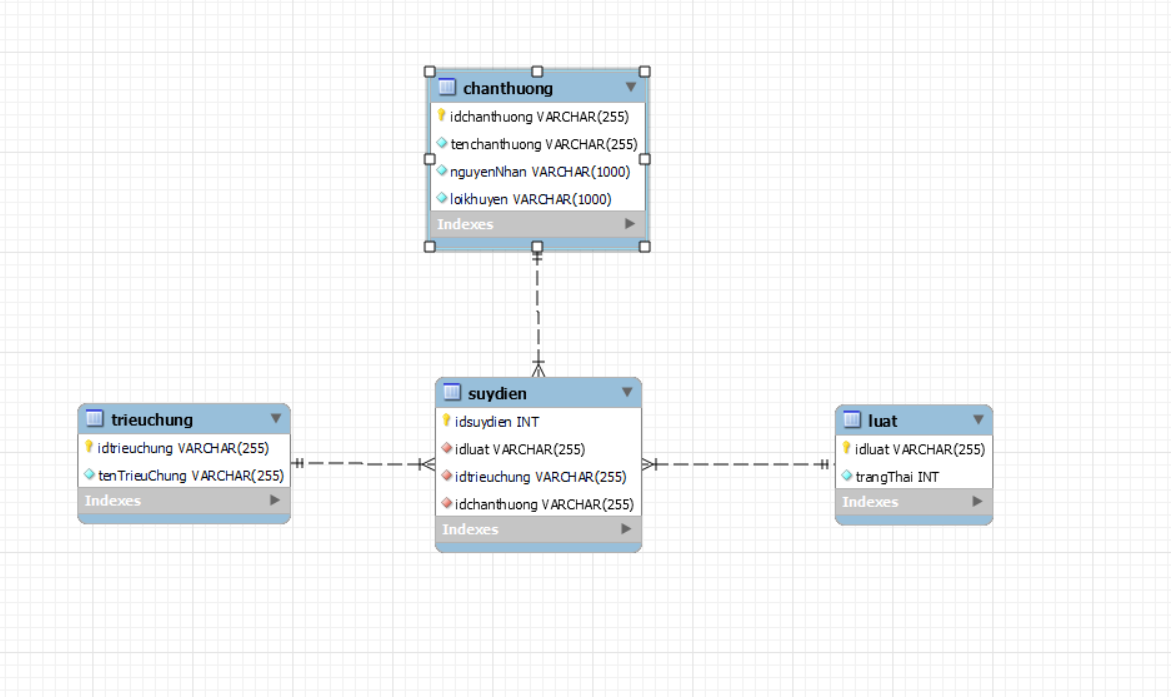 chanthuong
idchanthuong VARCHAR(255)
tenchanthuong VARCHAR(255)
nguyenNhan VARCHAR(1000)
loikhuyen VARCHAR(1000)
Indexes
trieuchung
idtrieuchung VARCHAR(255)
tenTrieuChung VARCHAR(255)
Indexes
suydien
idsuydien INT
idluat VARCHAR(255)
idtrieuchung VARCHAR(255)
idchanthuong VARCHAR(255)
Indexes
luat
idluat VARCHAR(255)
trangThai INT
Indexes